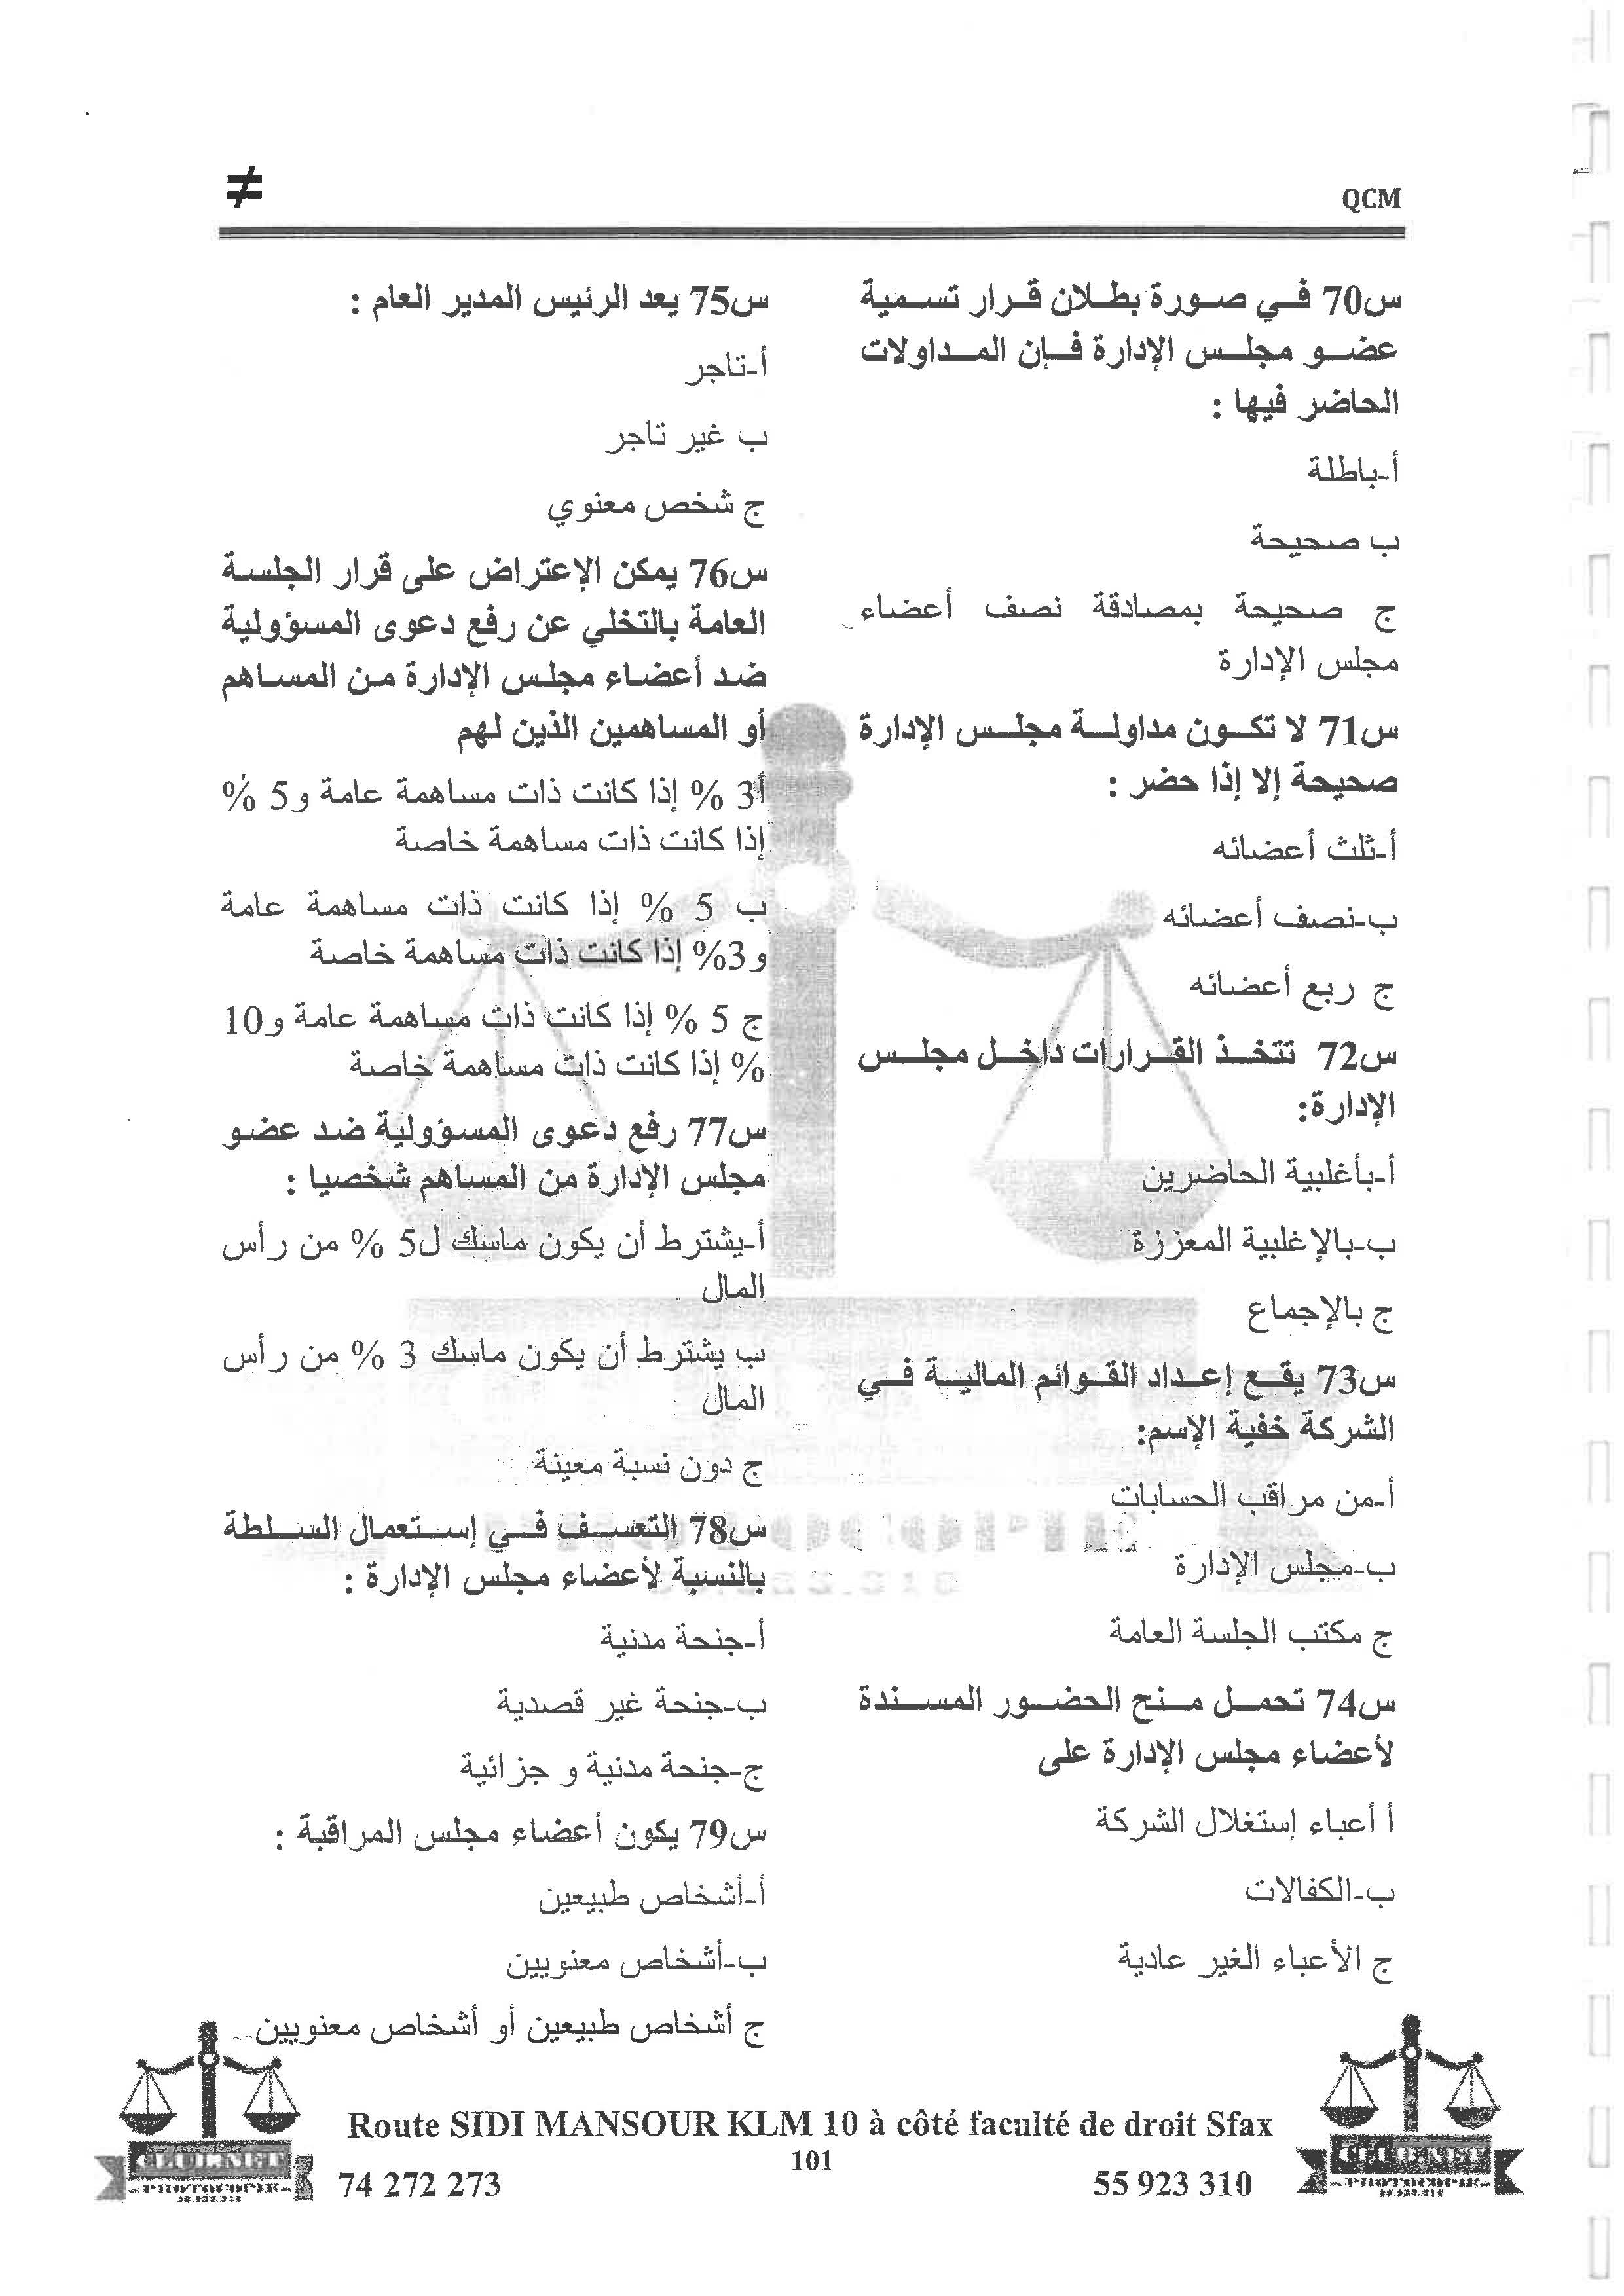 QCM
≠
س70 في صورة بطلان قرار تسمية
عضو مجلس الإدارة فإن المداولات
الحاضر فيها :
أ-باطلة
ب صحيحة
ج صحيحة بمصادقة نصف أعضاء
مجلس الإدارة
س71 لا تكون مداولة مجلس الإدارة
صحيحة إلا إذا حضر :
أ-ثلث أعضائه
ب-نصف أعضائه
ج ربع أعضائه
س72 تتخذ القرارات داخل مجلس
الإدارة:
أ-بأغلبية الحاضرين
ب-بالإغلبية المعززة
ج بالإجماع
س73 يقع إعداد القوائم المالية في
الشركة خفية الإسم:
أ-من مراقب الحسابات
ب-مجلس الإدارة
ج مكتب الجلسة العامة
س74 تحمل منح الحضور المسندة
لأعضاء مجلس الإدارة على
أ أعباء إستغلال الشركة
ب-الكفالات
ج الأعباء الغير عادية
س75 يعد الرئيس المدير العام :
أ-تاجر
ب غير تاجر
ج شخص معنوي
س76 يمكن الإعتراض على قرار الجلسة
العامة بالتخلي عن رفع دعوى المسؤولية
ضد أعضاء مجلس الإدارة من المساهم
أو المساهمين الذين لهم
أ3 % إذا كانت ذات مساهمة عامة و5 %
إذا كانت ذات مساهمة خاصة
ب 5 % إذا كانت ذات مساهمة عامة
و3% إذا كانت ذات مساهمة خاصة
ج 5 % إذا كانت ذات مساهمة عامة و10
% إذا كانت ذات مساهمة خاصة
س77 رفع دعوى المسؤولية ضد عضو
مجلس الإدارة من المساهم شخصيا :
أ-يشترط أن يكون ماسك ل5 % من رأس
المال
ب يشترط أن يكون ماسك 3 % من رأس
المال
ج دون نسبة معينة
س78 التعسف في إستعمال السلطة
بالنسبة لأعضاء مجلس الإدارة :
أ-جنحة مدنية
ب-جنحة غير قصدية
ج-جنحة مدنية و جزائية
س79 يكون أعضاء مجلس المراقبة :
أ-أشخاص طبيعين
ب-أشخاص معنويين
ج أشخاص طبيعين أو أشخاص معنويين
Route SIDI MANSOUR KLM 10 à côté faculté de droit Sfax
101
74 272 273
55 923 310